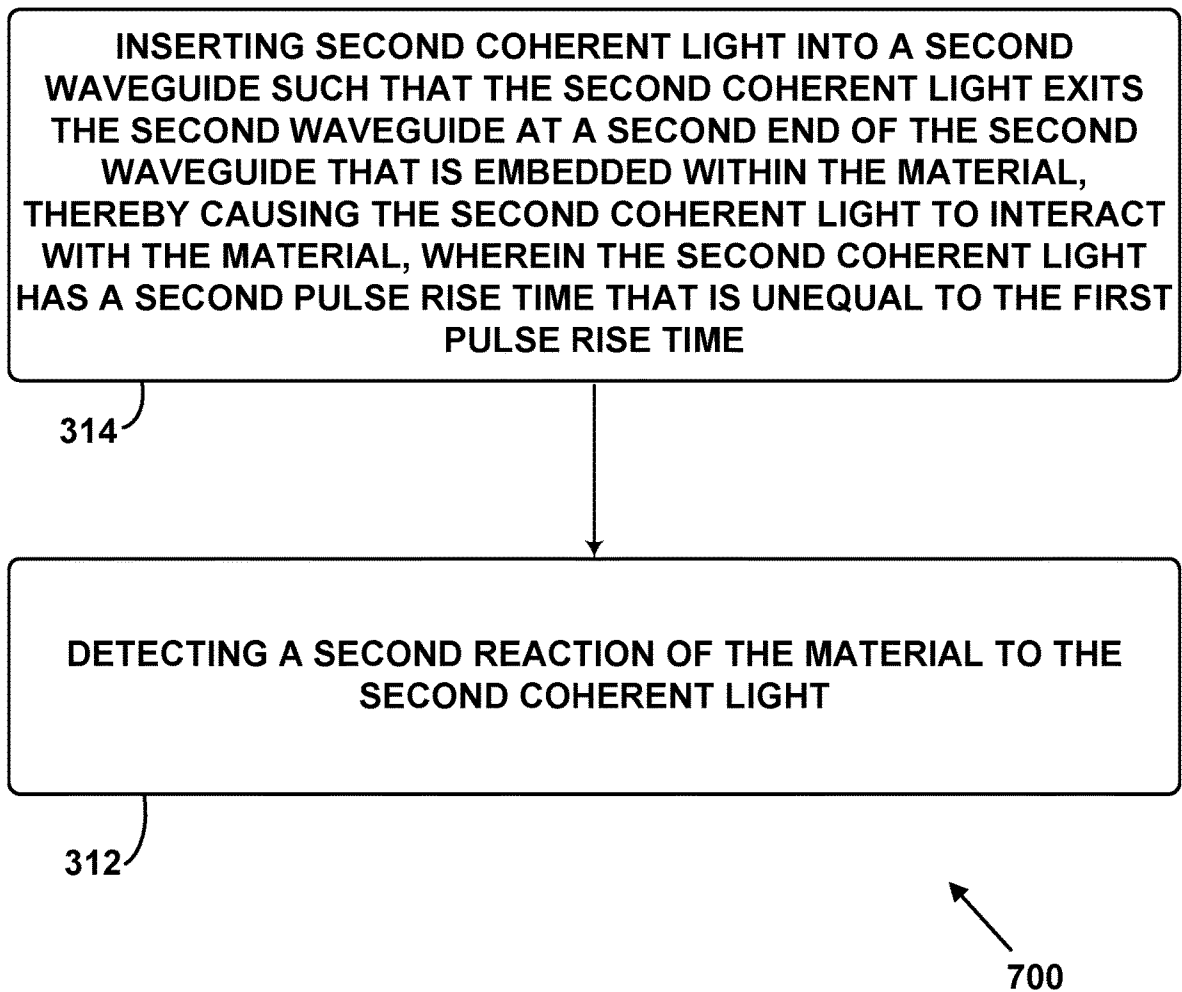 INSERTING SECOND COHERENT LIGHT INTO A SECOND
WAVEGUIDE SUCH THAT THE SECOND COHERENT LIGHT EXITS
THE SECOND WAVEGUIDE AT A SECOND END OF THE SECOND
WAVEGUIDE THAT IS EMBEDDED WITHIN THE MATERIAL,
THEREBY CAUSING THE SECOND COHERENT LIGHT TO INTERACT
WITH THE MATERIAL, WHEREIN THE SECOND COHERENT LIGHT
HAS A SECOND PULSE RISE TIME THAT IS UNEQUAL TO THE FIRST
PULSE RISE TIME
314
DETECTING A SECOND REACTION OF THE MATERIAL TO THE
SECOND COHERENT LIGHT
312
700